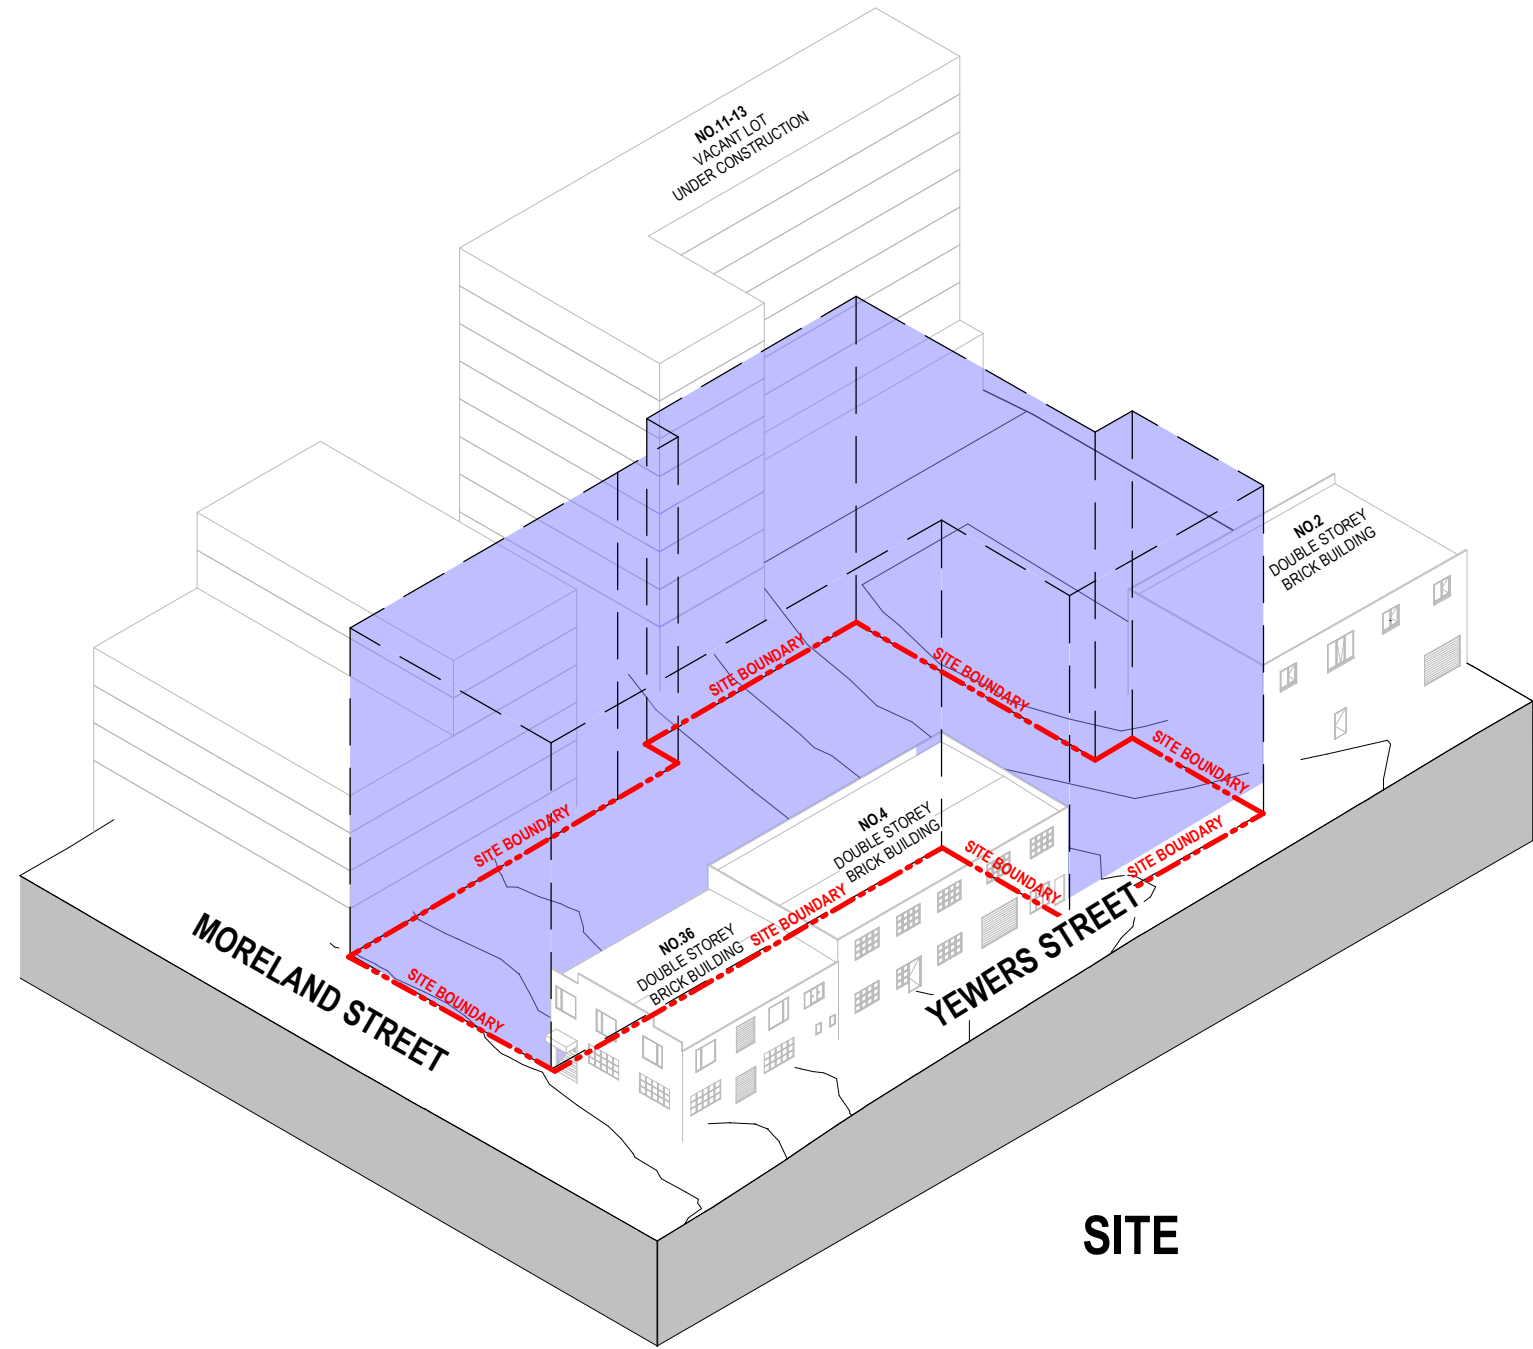 NO.11-13
VACANT LOT
UNDER CONSTRUCTION
NO.2
DOUBLE STOREY
BRICK BUILDING
SITE BOUNDARY
SITE BOUNDARY
SITE BOUNDARY
SITE BOUNDARY
NO.4
DOUBLE STOREY
BRICK BUILDING
SITE BOUNDARY
SITE BOUNDARY
SITE BOUNDARY
NO.36
DOUBLE STOREY
BRICK BUILDING
SITE BOUNDARY
MORELAND STREET
YEWERS STREET
SITE